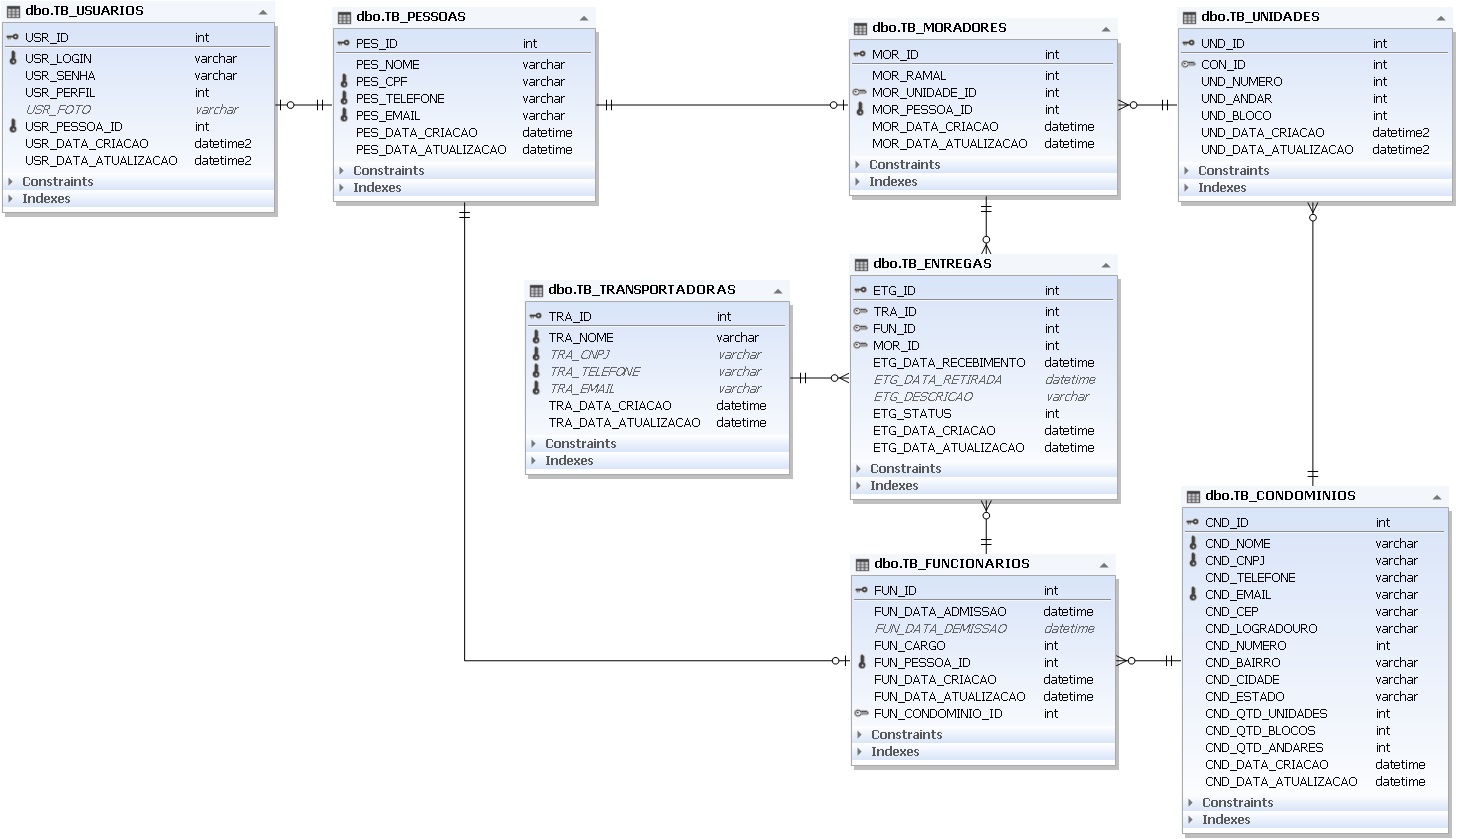 dbo.TB_USUARIOS
USR_ID int
USR_LOGIN varchar
USR_SENHA varchar
USR_PERFIL int
USR_FOTO varchar
USR_PESSOA_ID int
USR_DATA_CRIACAO datetime2
USR_DATA_ATUALIZACAO datetime2
Constraints
Indexes
dbo.TB_PESSOAS
PES_ID int
PES_NOME varchar
PES_CPF varchar
PES_TELEFONE varchar
PES_EMAIL varchar
PES_DATA_CRIACAO datetime
PES_DATA_ATUALIZACAO datetime
Constraints
Indexes
dbo.TB_MORADORES
MOR_ID int
MOR_RAMAL int
MOR_UNIDADE_ID int
MOR_PESSOA_ID int
MOR_DATA_CRIACAO datetime
MOR_DATA_ATUALIZACAO datetime
Constraints
Indexes
dbo.TB_UNIDADES
UND_ID int
CON_ID int
UND_NUMERO int
UND_ANDAR int
UND_BLOCO int
UND_DATA_CRIACAO datetime2
UND_DATA_ATUALIZACAO datetime2
Constraints
Indexes
dbo.TB_TRANSPORTADORAS
TRA_ID int
TRA_NOME varchar
TRA_CNPJ varchar
TRA_TELEFONE varchar
TRA_EMAIL varchar
TRA_DATA_CRIACAO datetime
TRA_DATA_ATUALIZACAO datetime
Constraints
Indexes
dbo.TB_ENTREGAS
ETG_ID int
TRA_ID int
FUN_ID int
MOR_ID int
ETG_DATA_RECEBIMENTO datetime
ETG_DATA_RETIRADA datetime
ETG_DESCRICAO varchar
ETG_STATUS int
ETG_DATA_CRIACAO datetime
ETG_DATA_ATUALIZACAO datetime
Constraints
Indexes
dbo.TB_FUNCIONARIOS
FUN_ID int
FUN_DATA_ADMISSAO datetime
FUN_DATA_DEMISSAO datetime
FUN_CARGO int
FUN_PESSOA_ID int
FUN_DATA_CRIACAO datetime
FUN_DATA_ATUALIZACAO datetime
FUN_CONDOMINIO_ID int
Constraints
Indexes
dbo.TB_CONDOMINIOS
CND_ID int
CND_NOME varchar
CND_CNPJ varchar
CND_TELEFONE varchar
CND_EMAIL varchar
CND_CEP varchar
CND_LOGRADOURO varchar
CND_NUMERO int
CND_BAIRRO varchar
CND_CIDADE varchar
CND_ESTADO varchar
CND_QTD_UNIDADES int
CND_QTD_BLOCOS int
CND_QTD_ANDARES int
CND_DATA_CRIACAO datetime
CND_DATA_ATUALIZACAO datetime
Constraints
Indexes